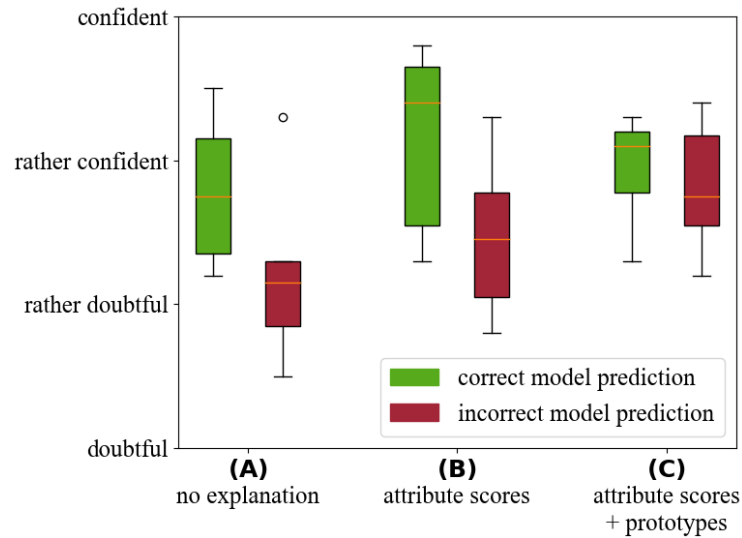 confident
rather confident
rather doubtful
doubtful
correct model prediction
incorrect model prediction
(A)
no explanation
(B)
attribute scores
(C)
attribute scores
+ prototypes